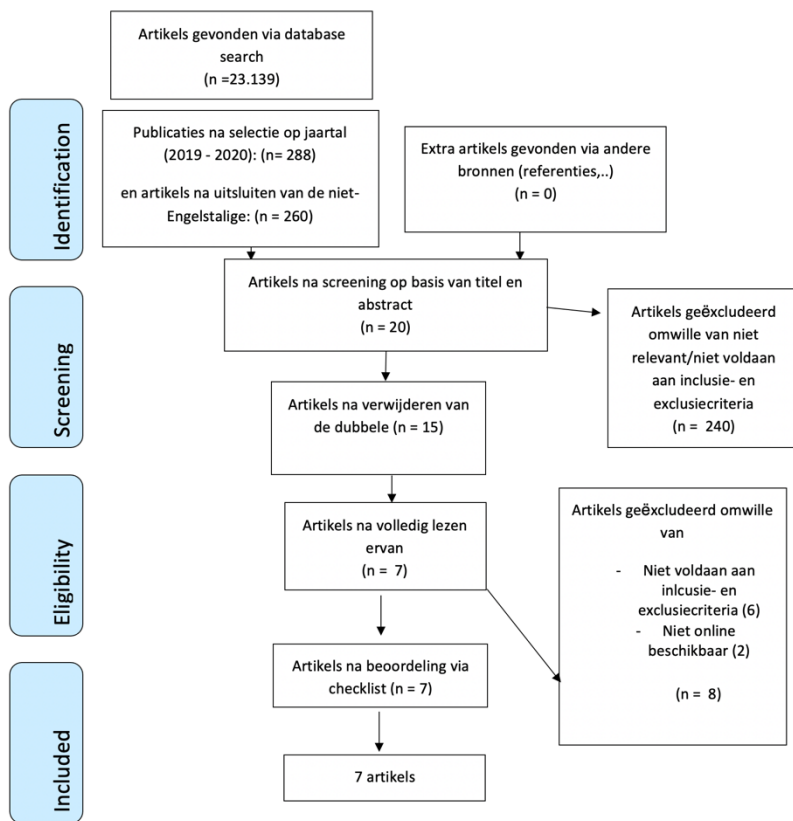 Artikels gevonden via database
search
(n =23.139)
Identification
Publicaties na selectie op jaartal
(2019 - 2020): (n= 288)
en artikels na uitsluiten van de niet-
Engelstalige: (n = 260)
Extra artikels gevonden via andere
bronnen (referenties,..)
(n = 0)
Screening
Artikels na screening op basis van titel en
abstract
(n = 20)
Artikels geëxcludeerd
omwille van niet
relevant/niet voldaan
aan inclusie- en
exclusiecriteria
(n = 240)
Artikels na verwijderen van
de dubbele (n = 15)
Eligibility
Artikels na volledig lezen
ervan
(n = 7)
Artikels geëxcludeerd omwille
van
- Niet voldaan aan
inlcusie- en
exclusiecriteria (6)
- Niet online
beschikbaar (2)
(n = 8)
Included
Artikels na beoordeling via
checklist (n = 7)
7 artikels